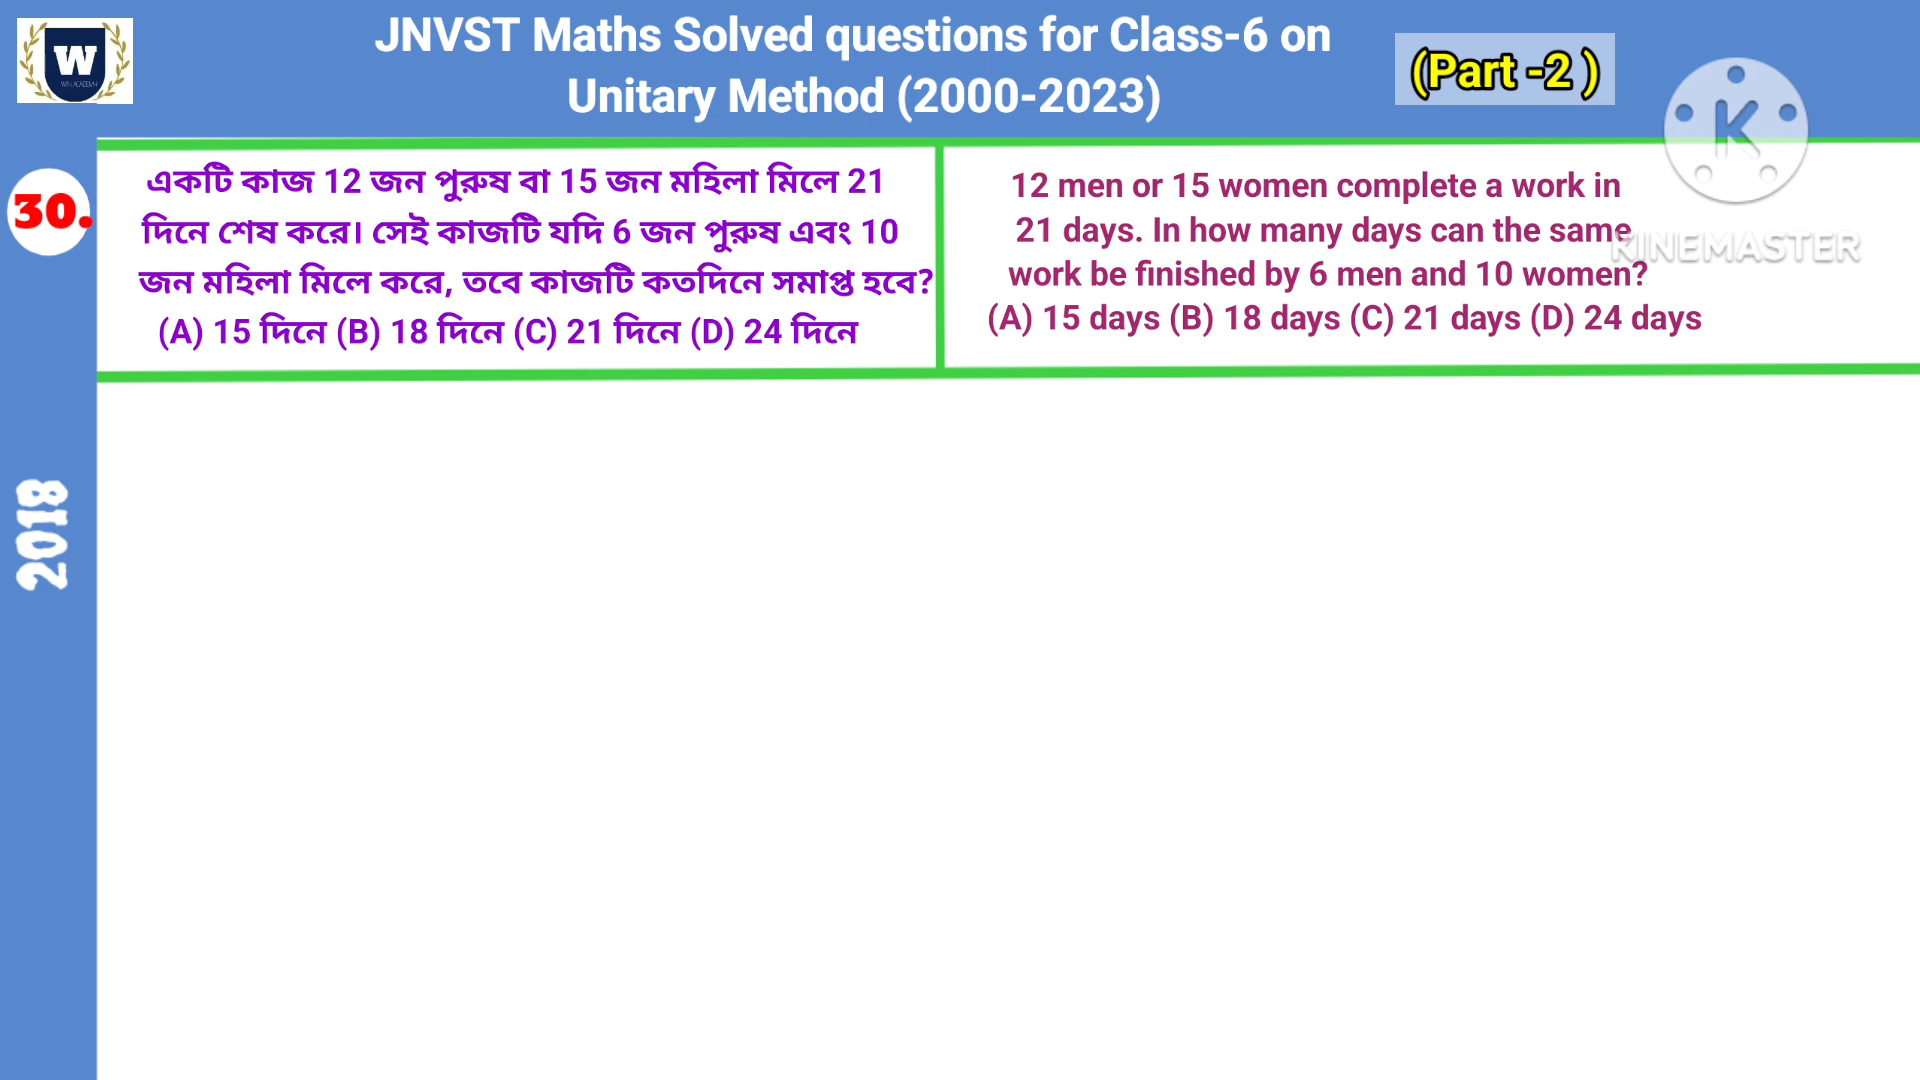 W
WIN ACADEMY
JNVST Maths Solved questions for Class-6 on
Unitary Method (2000-2023)
(Part -2 )
K
KINEMASTER
30.
একটি কাজ 12 জন পুরুষ বা 15 জন মহিলা মিলে 21
দিনে শেষ করে। সেই কাজটি যদি 6 জন পুরুষ এবং 10
জন মহিলা মিলে করে, তবে কাজটি কতদিনে সমাপ্ত হবে?
(A) 15 দিনে (B) 18 দিনে (C) 21 দিনে (D) 24 দিনে
12 men or 15 women complete a work in
21 days. In how many days can the same
work be finished by 6 men and 10 women?
(A) 15 days (B) 18 days (C) 21 days (D) 24 days
2018